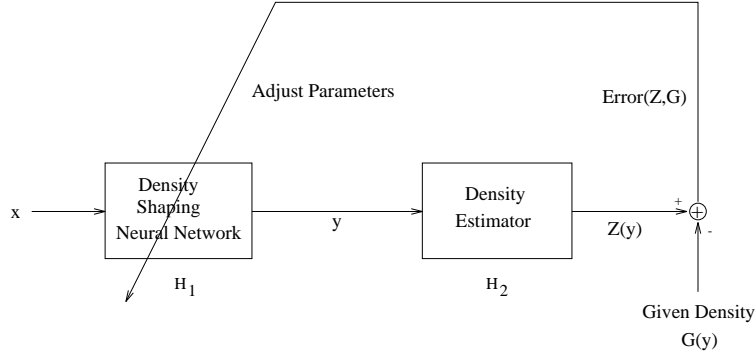 Adjust Parameters
Error(Z,G)
x
Density
Shaping
Neural Network
H1
y
Density
Estimator
H2
Z(y)
+
+
-
Given Density
G(y)